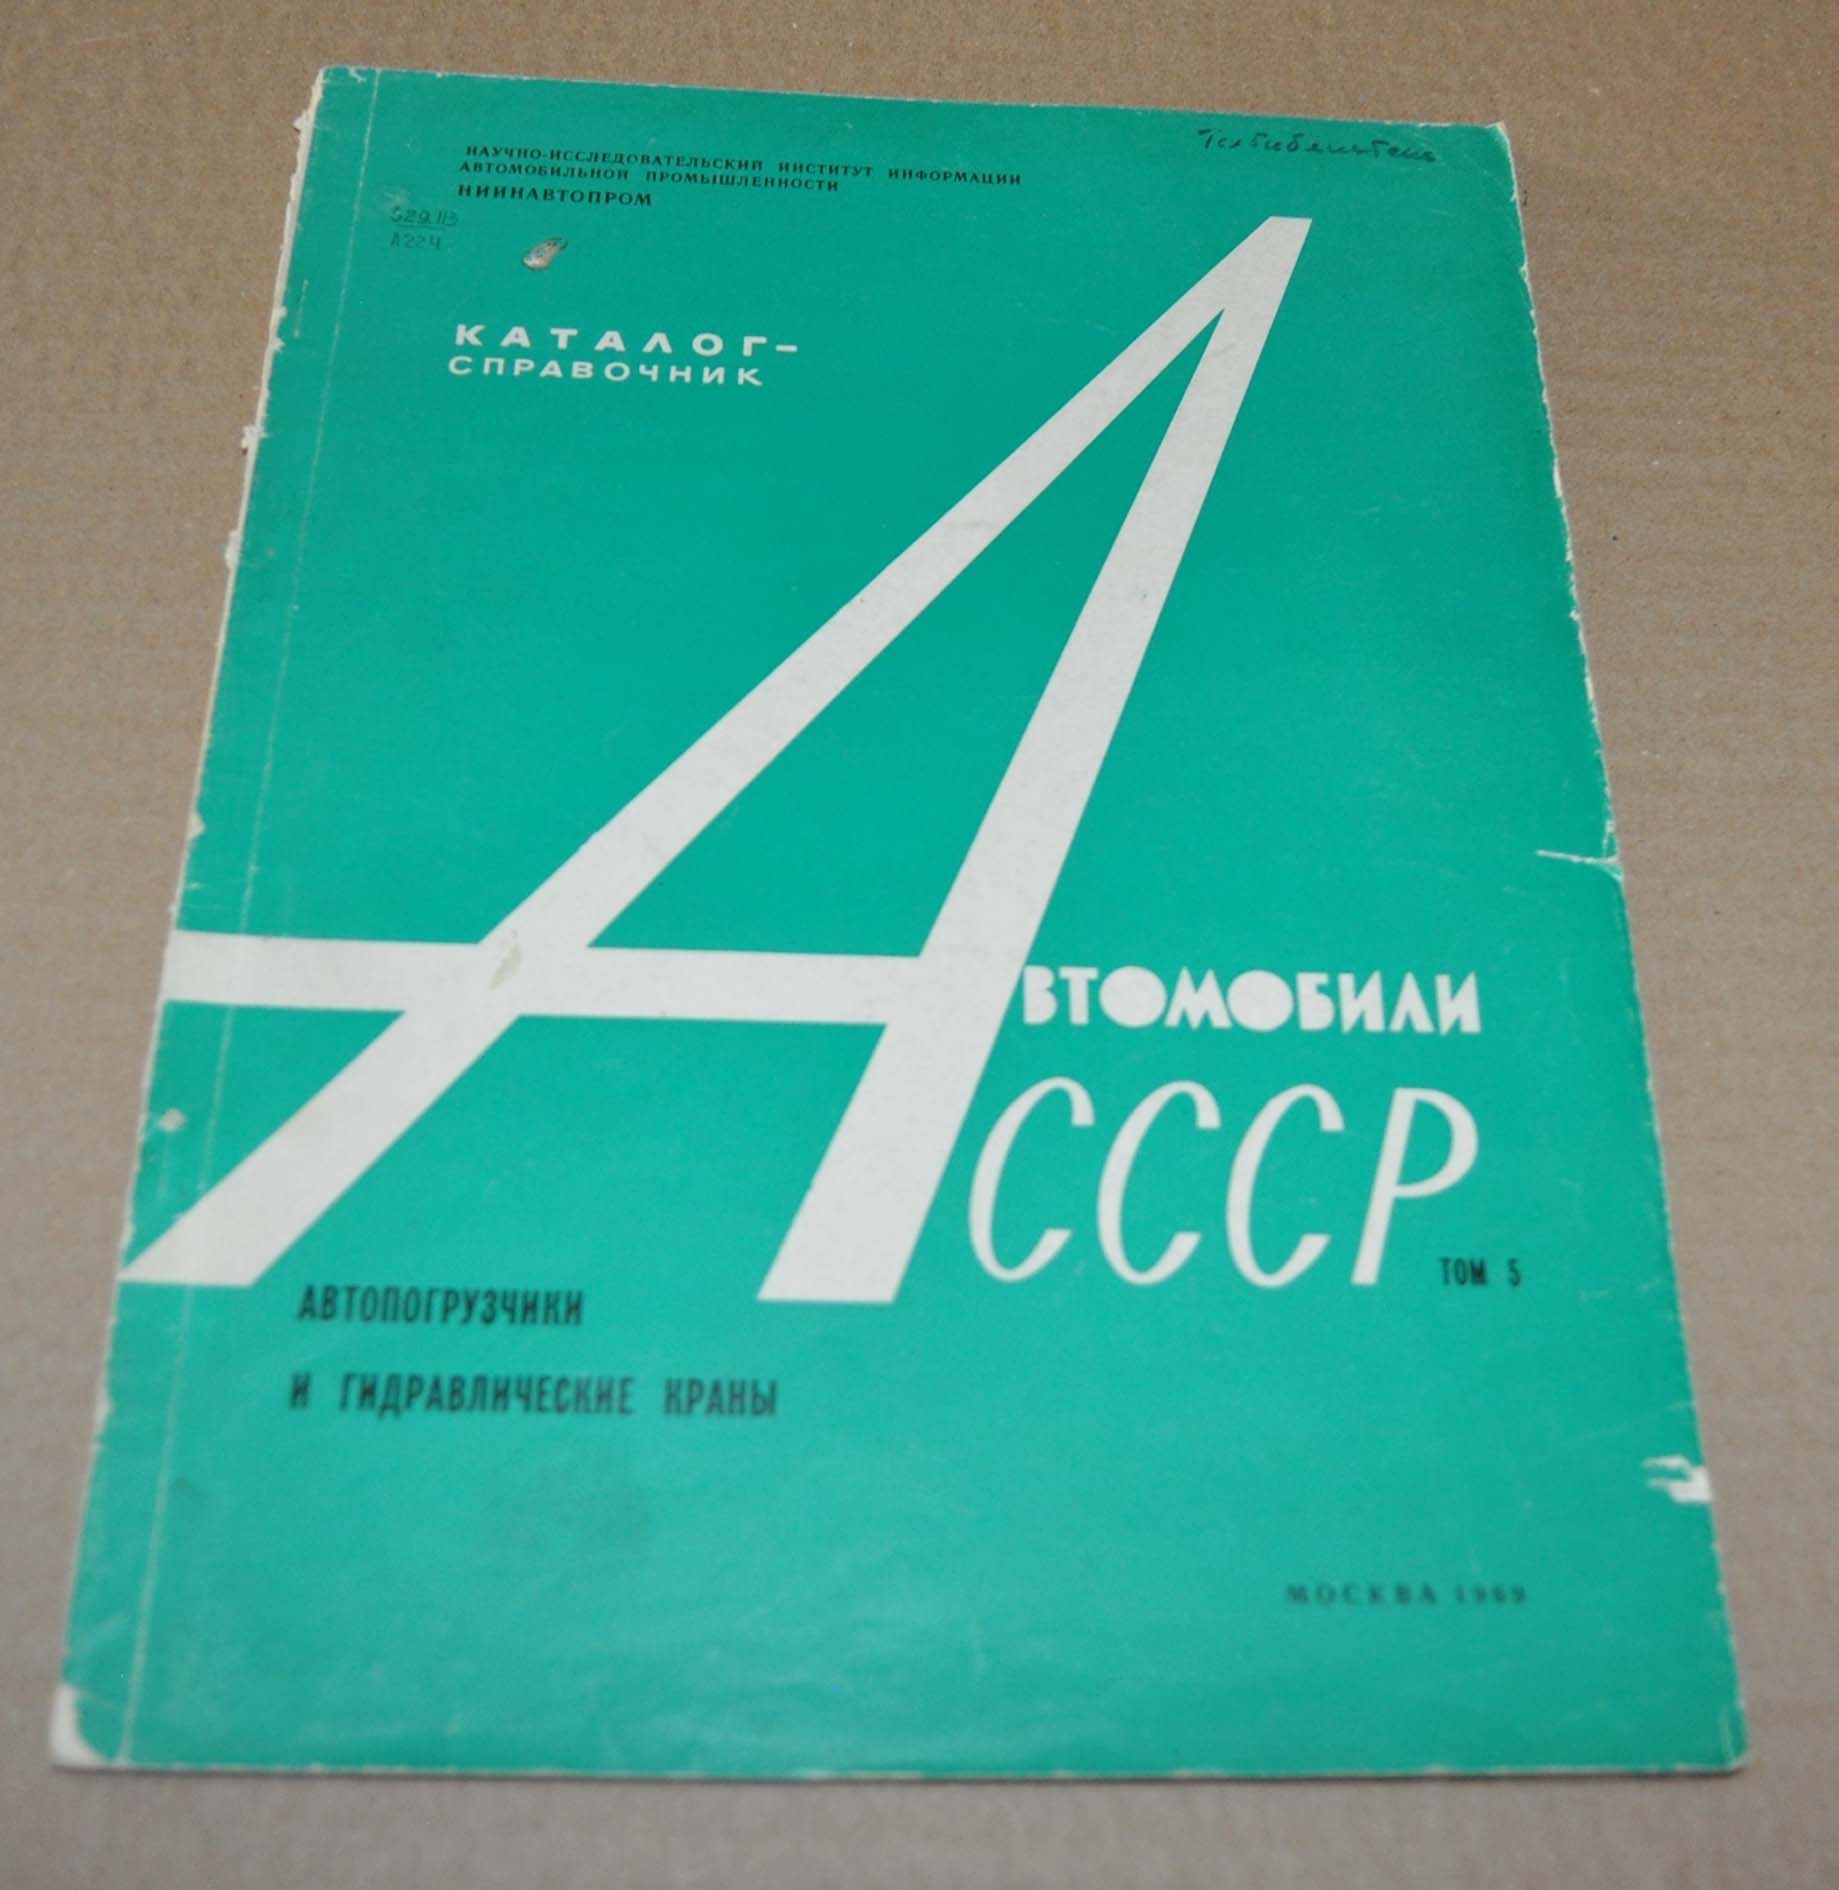 Техбиблиотека
НАУЧНО-ИССЛЕДОВАТЕЛЬСКИЙ ИНСТИТУТ ИНФОРМАЦИИ
АВТОМОБИЛЬНОЙ ПРОМЫШЛЕННОСТИ
НИИНАВТОПРОМ
629.113
А224
КАТАЛОГ-
СПРАВОЧНИК
АВТОМОБИЛИ
СССР
ТОМ 5
АВТОПОГРУЗЧИКИ
И ГИДРАВЛИЧЕСКИЕ КРАНЫ
МОСКВА 1969